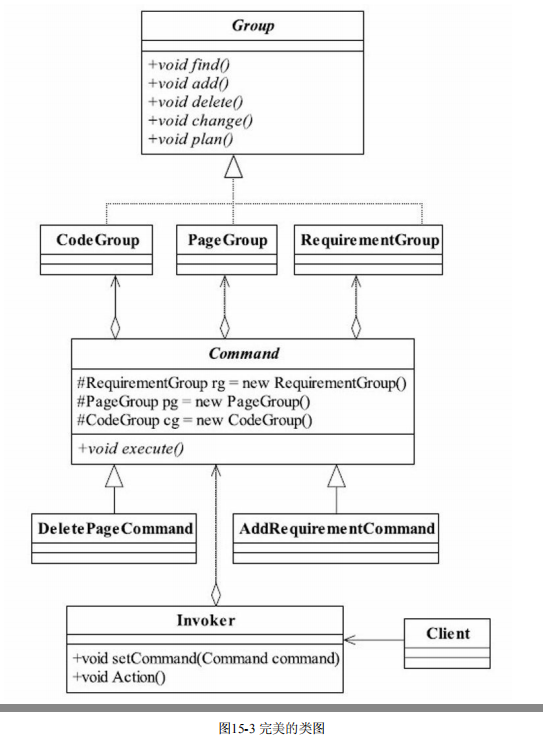 Group
+void find()
+void add()
+void delete()
+void change()
+void plan()
CodeGroup
PageGroup
RequirementGroup
Command
#RequirementGroup rg = new RequirementGroup()
#PageGroup pg = new PageGroup()
#CodeGroup cg = new CodeGroup()
+void execute()
DeletePageCommand
AddRequirementCommand
Invoker
+void setCommand(Command command)
+void Action()
Client
图15-3 完美的类图